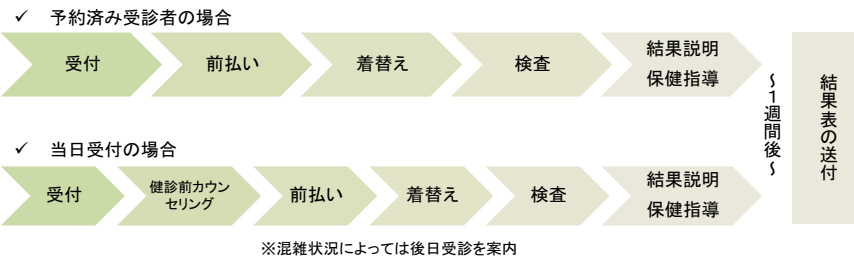 ✓ 予約済み受診者の場合
受付
前払い
着替え
検査
結果説明
保健指導
✓ 当日受付の場合
受付
健診前カウン
セリング
前払い
着替え
検査
結果説明
保健指導
～1週間後～
結果表の送付
※混雑状況によっては後日受診を案内